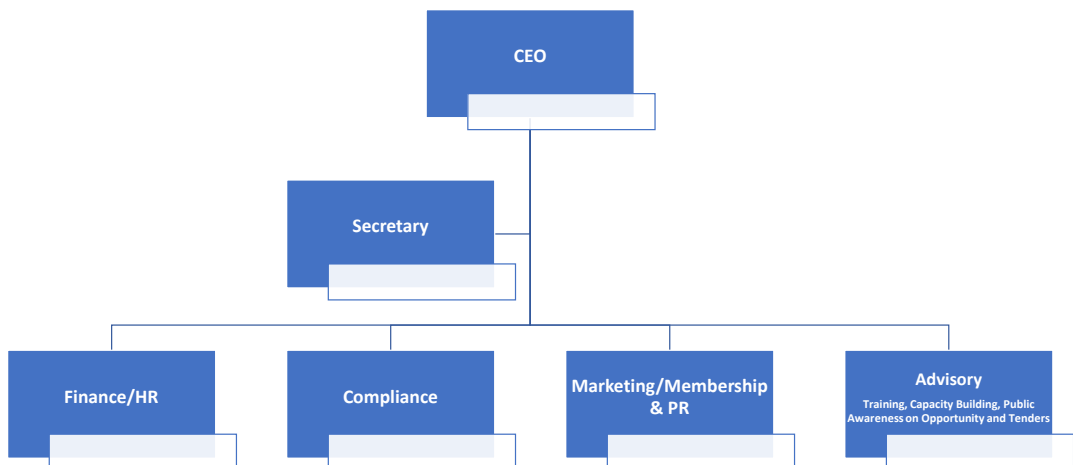 CEO
Secretary
Finance/HR
Compliance
Marketing/Membership
& PR
Advisory
Training, Capacity Building, Public
Awareness on Opportunity and Tenders